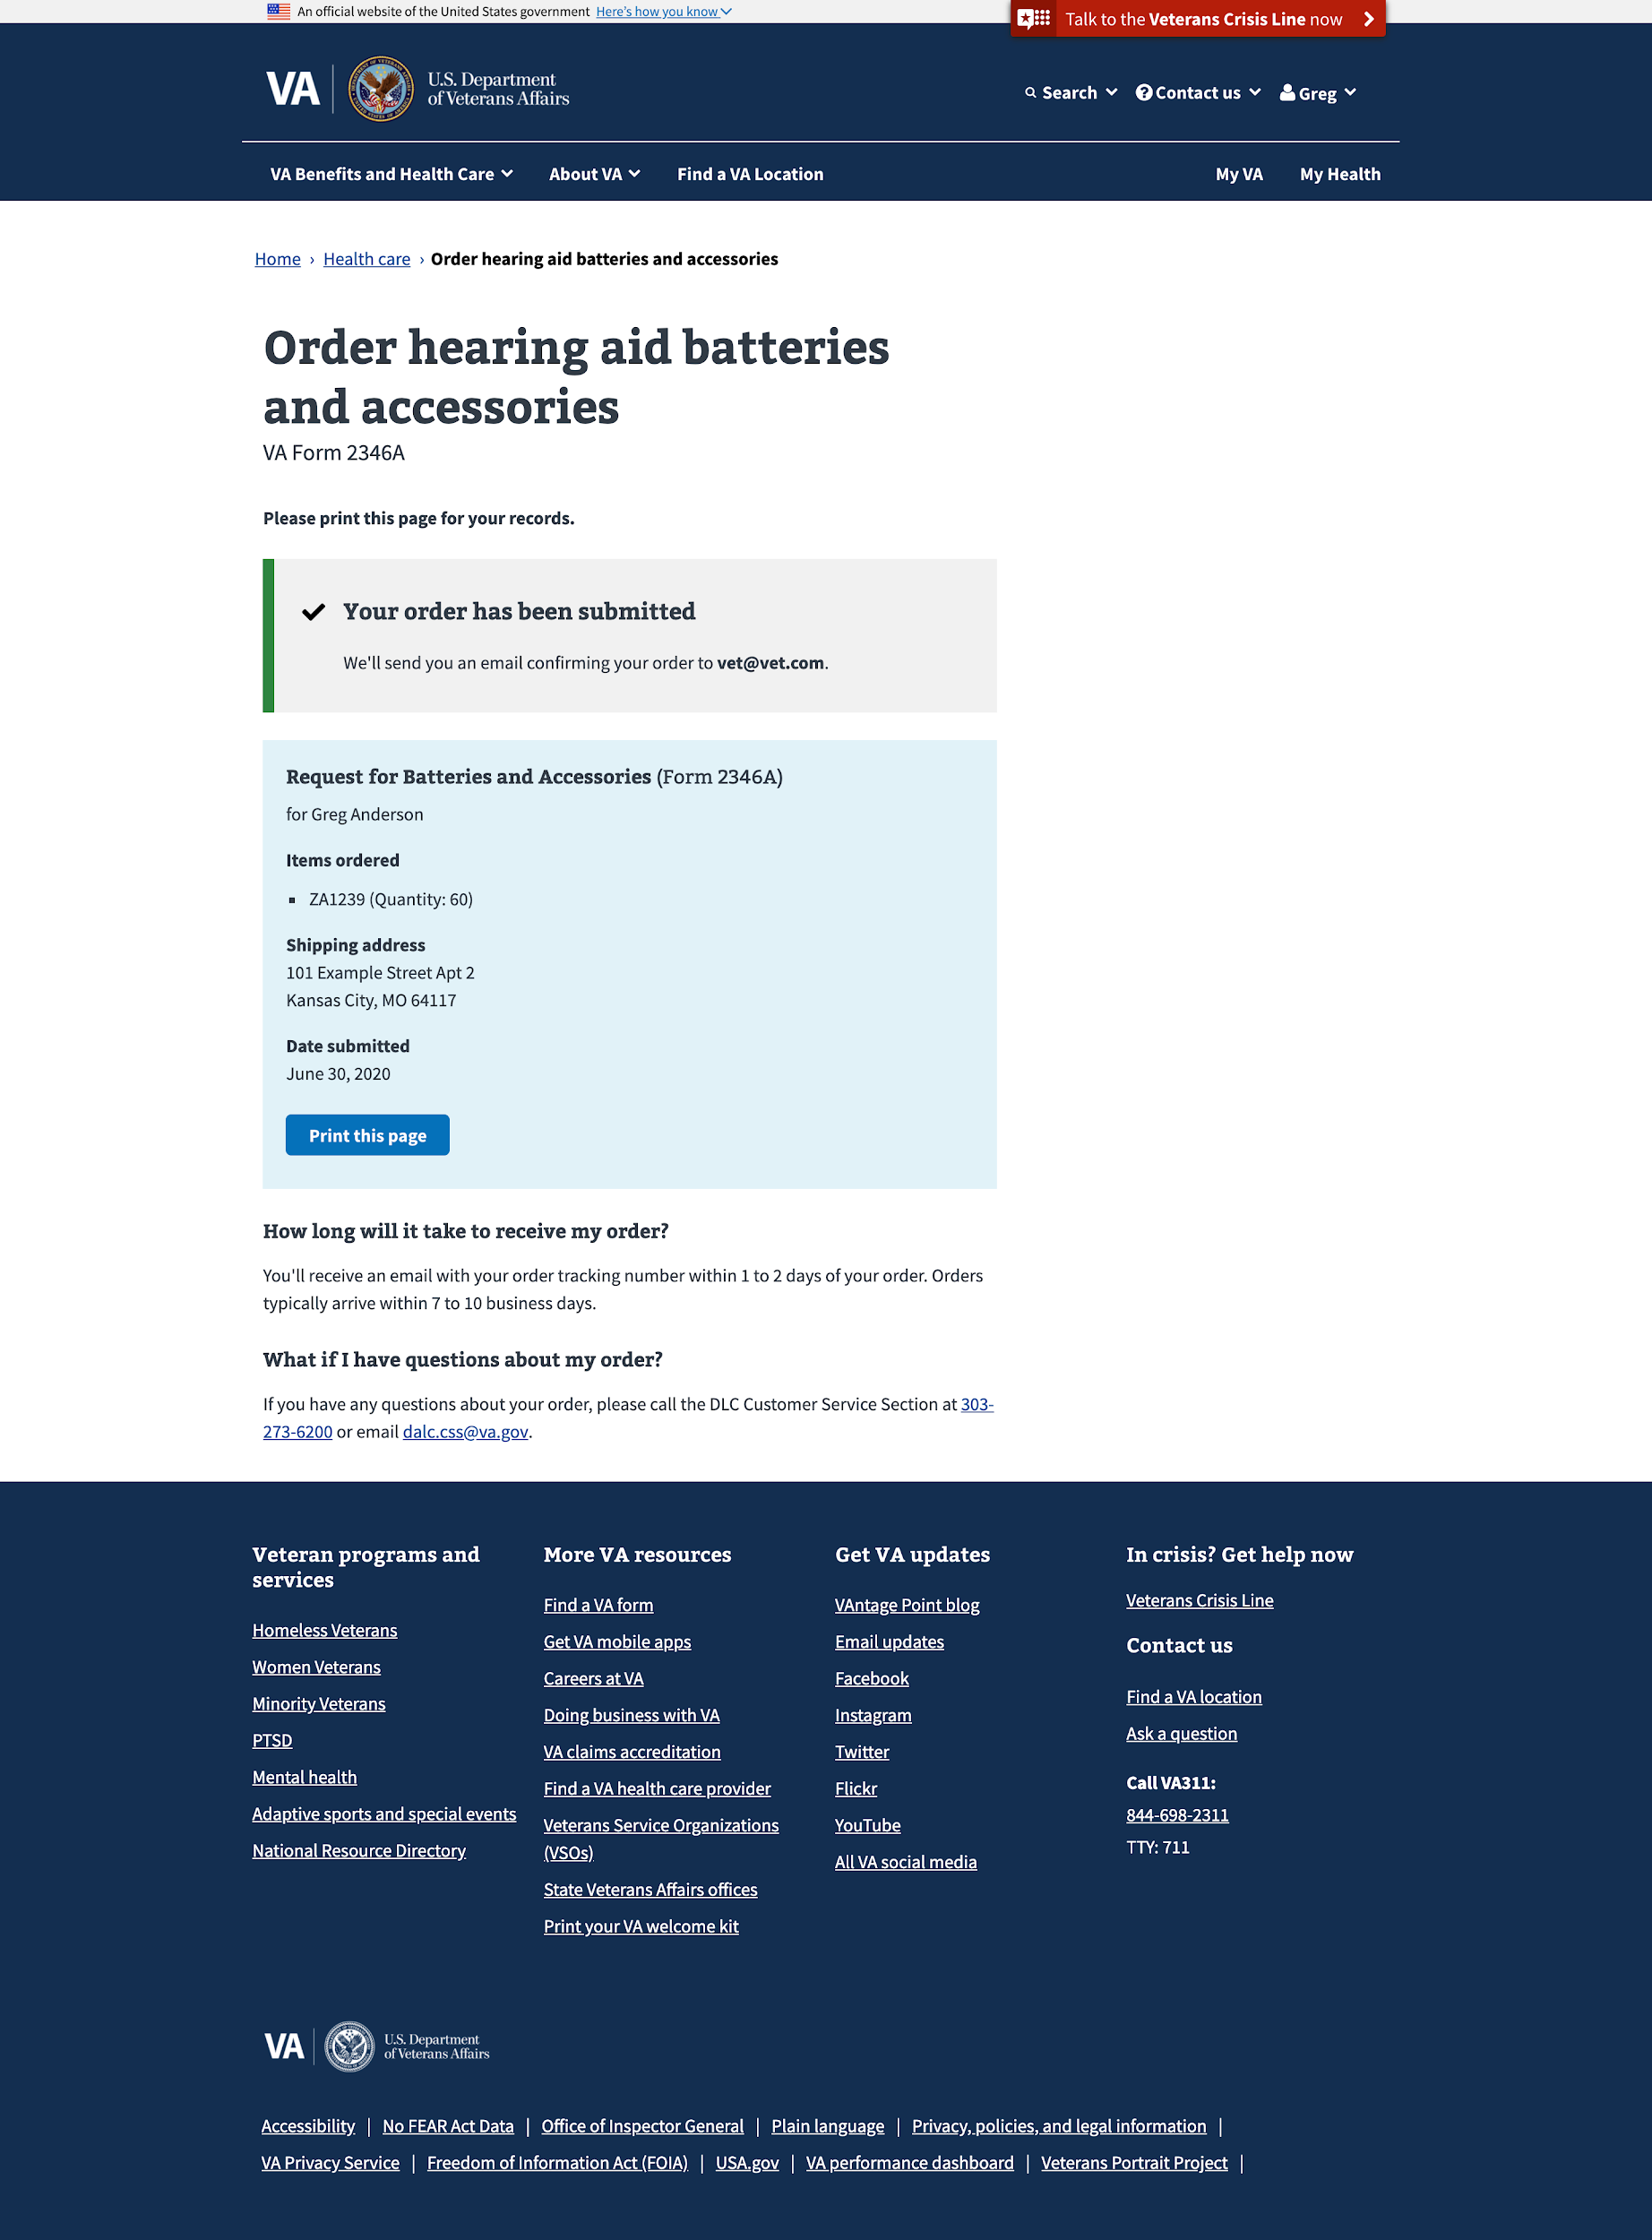 An official website of the United States government Here's how you know
Talk to the Veterans Crisis Line now
VA
U.S. Department
of Veterans Affairs
Search
Contact us
Greg
VA Benefits and Health Care
About VA
Find a VA Location
My VA
My Health
Home › Health care › Order hearing aid batteries and accessories
Order hearing aid batteries
and accessories
VA Form 2346A
Please print this page for your records.
Your order has been submitted
We'll send you an email confirming your order to vet@vet.com.
Request for Batteries and Accessories (Form 2346A)
for Greg Anderson
Items ordered
ZA1239 (Quantity: 60)
Shipping address
101 Example Street Apt 2
Kansas City, MO 64117
Date submitted
June 30, 2020
Print this page
How long will it take to receive my order?
You'll receive an email with your order tracking number within 1 to 2 days of your order. Orders
typically arrive within 7 to 10 business days.
What if I have questions about my order?
If you have any questions about your order, please call the DLC Customer Service Section at 303-
273-6200 or email dalc.css@va.gov.
Veteran programs and
services
Homeless Veterans
Women Veterans
Minority Veterans
PTSD
Mental health
Adaptive sports and special events
National Resource Directory
More VA resources
Find a VA form
Get VA mobile apps
Careers at VA
Doing business with VA
VA claims accreditation
Find a VA health care provider
Veterans Service Organizations
(VSOs)
State Veterans Affairs offices
Print your VA welcome kit
Get VA updates
VAntage Point blog
Email updates
Facebook
Instagram
Twitter
Flickr
YouTube
All VA social media
In crisis? Get help now
Veterans Crisis Line
Contact us
Find a VA location
Ask a question
Call VA311:
844-698-2311
TTY: 711
VA
U.S. Department
of Veterans Affairs
Accessibility | No FEAR Act Data | Office of Inspector General | Plain language | Privacy, policies, and legal information |
VA Privacy Service | Freedom of Information Act (FOIA) | USA.gov | VA performance dashboard | Veterans Portrait Project |